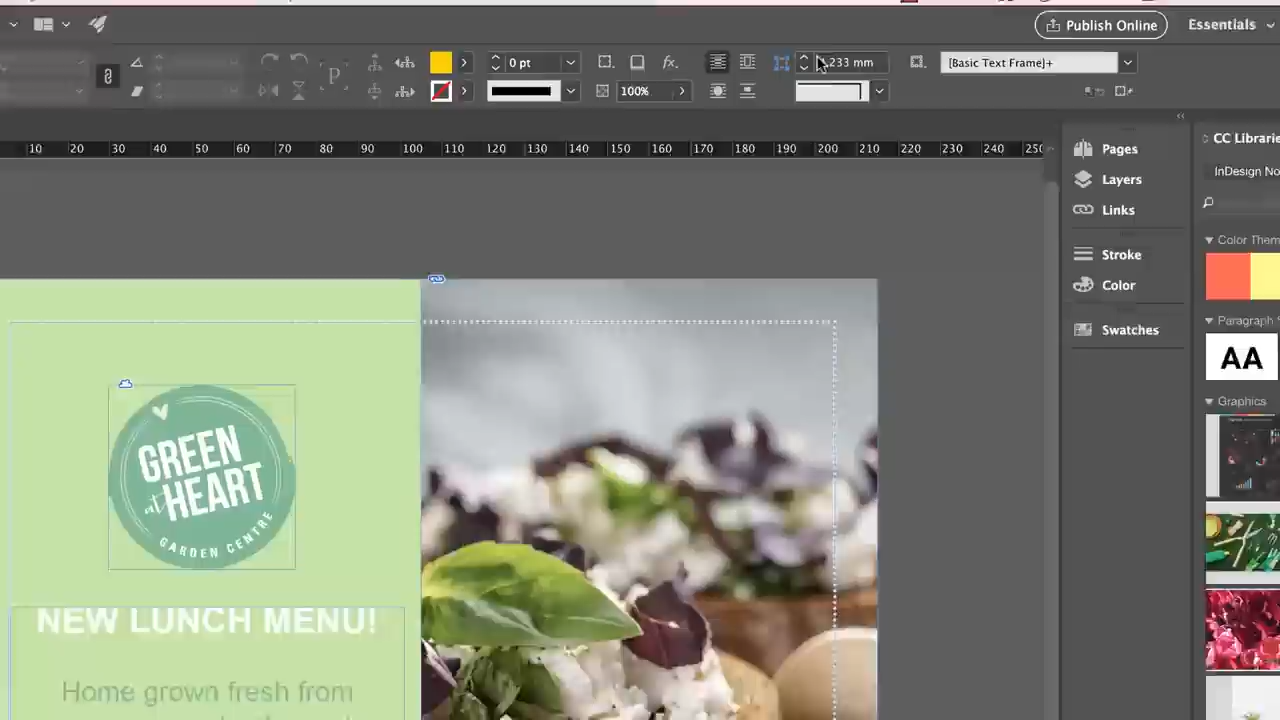 Publish Online
Essentials
0 pt
.233 mm
[Basic Text Frame]+
P
fx.
100%
10 20 30 40 50 60 70 80 90 100 110 120 130 140 150 160 170 180 190 200 210 220 230 240 250
CC Librarie
Pages
InDesign No
Layers
Links
Color Them
Stroke
Color
Paragraph S
Swatches
AA
Graphics
GREEN
at HEART
GARDEN CENTRE
NEW LUNCH MENU!
Home grown fresh from